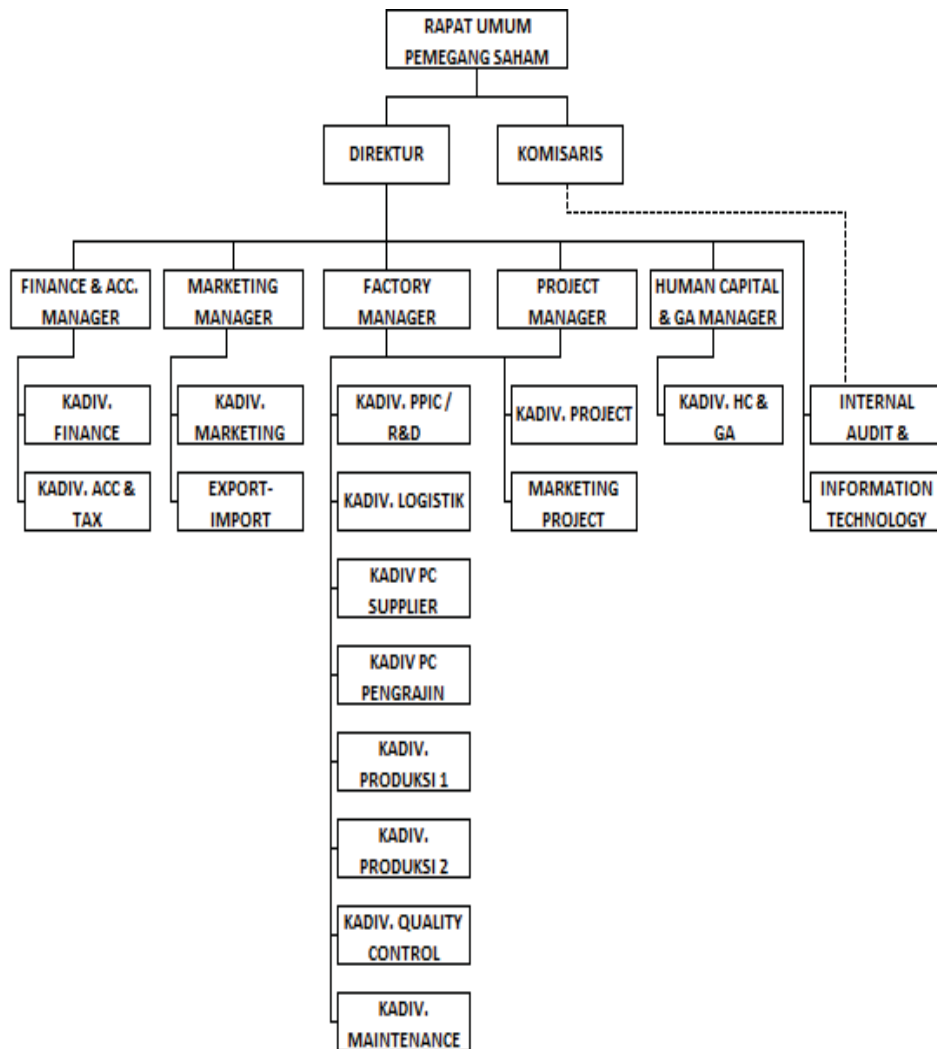 RAPAT UMUM
PEMEGANG SAHAM
DIREKTUR
KOMISARIS
FINANCE & ACC.
MANAGER
MARKETING
MANAGER
FACTORY
MANAGER
PROJECT
MANAGER
HUMAN CAPITAL
& GA MANAGER
KADIV.
FINANCE
KADIV.
MARKETING
KADIV. PPIC /
R&D
KADIV. PROJECT
KADIV. HC &
GA
INTERNAL
AUDIT &
KADIV. ACC &
TAX
EXPORT-
IMPORT
KADIV. LOGISTIK
MARKETING
PROJECT
INFORMATION
TECHNOLOGY
KADIV PC
SUPPLIER
KADIV PC
PENGRAJIN
KADIV.
PRODUKSI 1
KADIV.
PRODUKSI 2
KADIV. QUALITY
CONTROL
KADIV.
MAINTENANCE